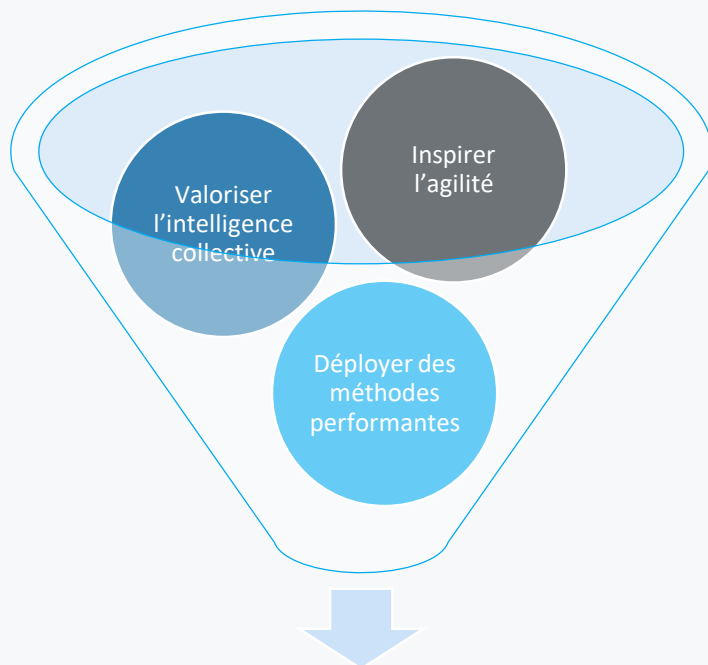 Inspirer
l’agilité
Valoriser
l’intelligence
collective
Déployer des
méthodes
performantes